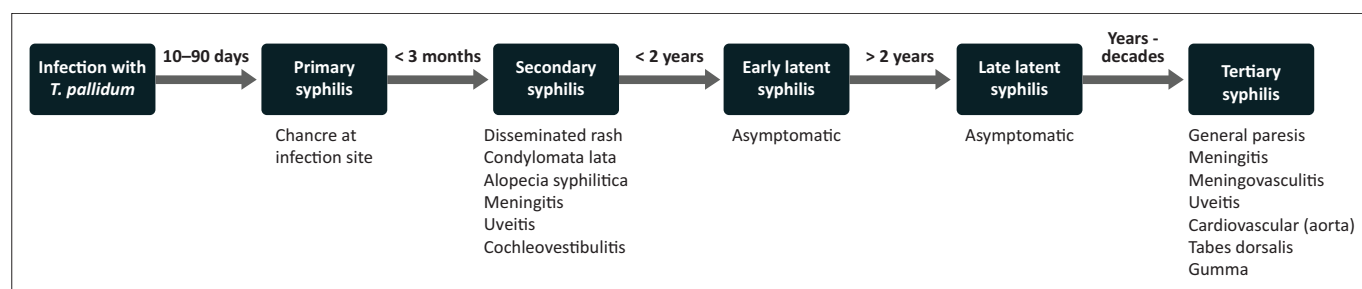 Infection with
T. pallidum
10–90 days
Primary
syphilis
Chancre at
infection site
< 3 months
Secondary
syphilis
Disseminated rash
Condylomata lata
Alopecia syphilitica
Meningitis
Uveitis
Cochleovestibulitis
< 2 years
Early latent
syphilis
Asymptomatic
> 2 years
Late latent
syphilis
Asymptomatic
Years -
decades
Tertiary
syphilis
General paresis
Meningitis
Meningovasculitis
Uveitis
Cardiovascular (aorta)
Tabes dorsalis
Gumma